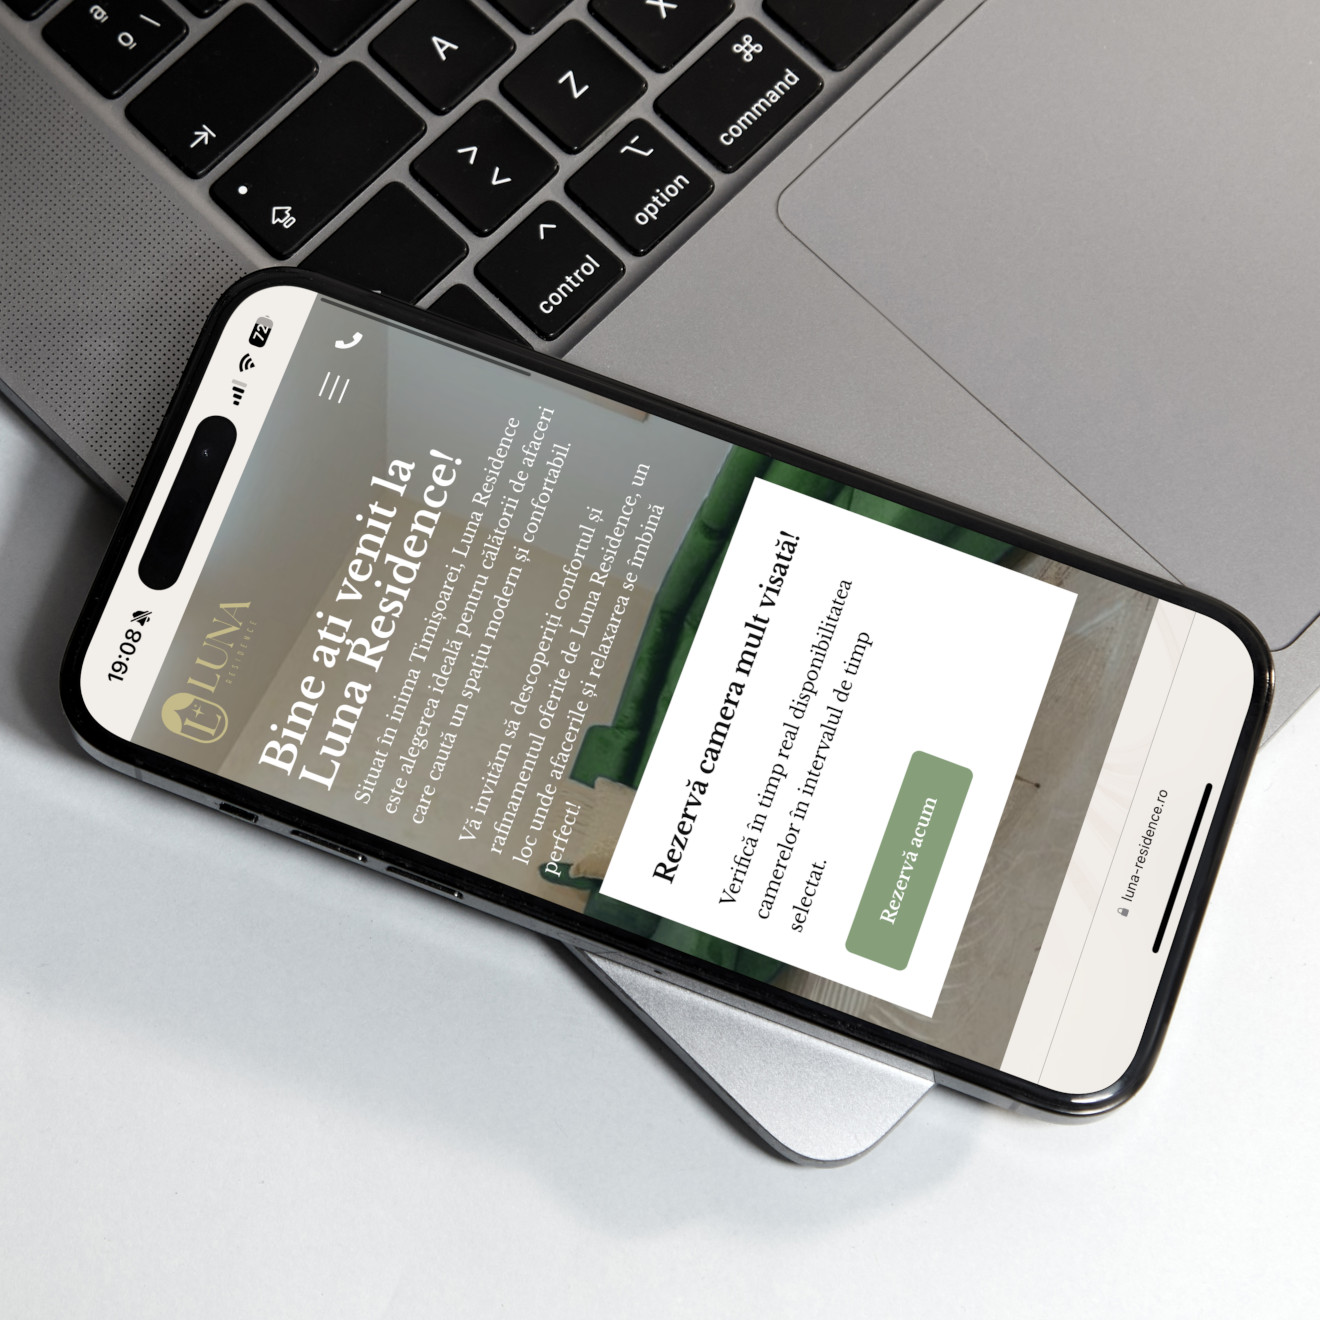 A
Z
X
command
option
control
19:08
72
LUNA
RESIDENCE
Bine ați venit la
Luna Residence!
Situat în inima Timișoarei, Luna Residence
este alegerea ideală pentru călătorii de afaceri
care caută un spațiu modern și confortabil.
Vă invităm să descoperiți confortul și
rafinamentul oferite de Luna Residence, un
loc unde afacerile și relaxarea se îmbină
perfect!
Rezervă camera mult visată!
Verifică în timp real disponibilitatea
camerelor în intervalul de timp
selectat.
Rezervă acum
luna-residence.ro